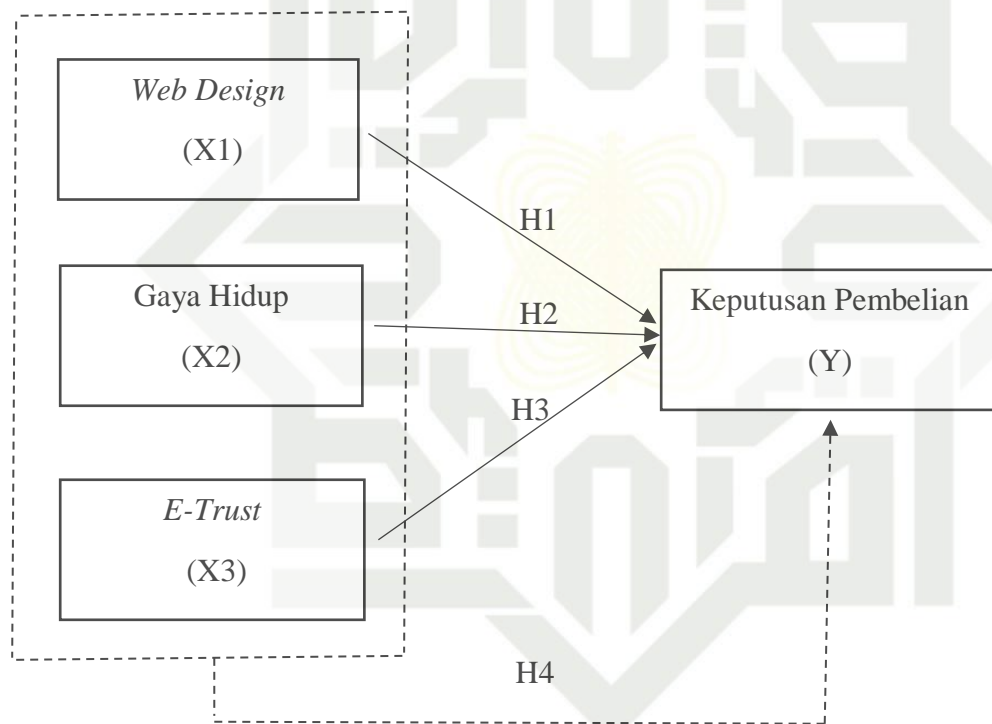 Web Design
(X1)
H1
Gaya Hidup
(X2)
H2
Keputusan Pembelian
(Y)
H3
E-Trust
(X3)
H4